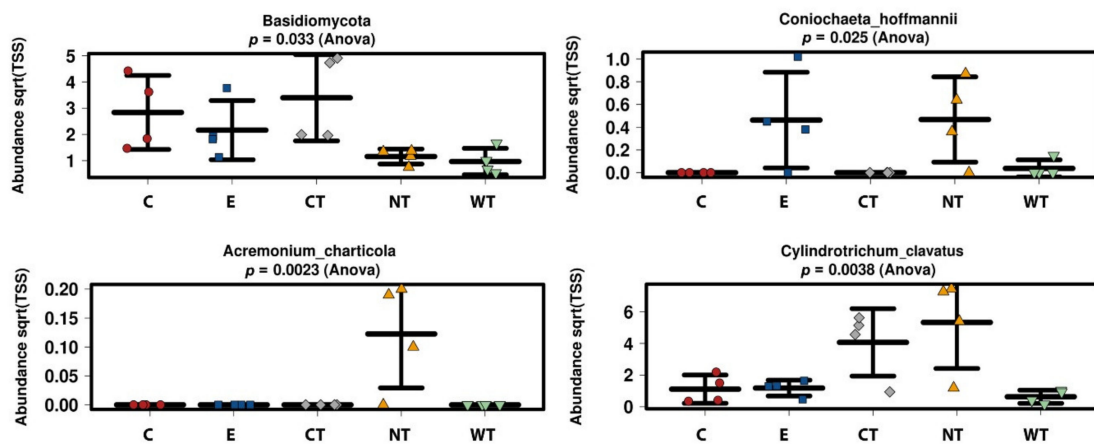 Basidiomycota
p = 0.033 (Anova)
Abundance sqrt(TSS)
5
4
3
2
1
C E CT NT WT
Coniochaeta_hoffmannii
p = 0.025 (Anova)
Abundance sqrt(TSS)
1.0
0.8
0.6
0.4
0.2
0.0
C E CT NT WT
Acremonium_charticola
p = 0.0023 (Anova)
Abundance sqrt(TSS)
0.20
0.15
0.10
0.05
0.00
C E CT NT WT
Cylindrotrichum_clavatus
p = 0.0038 (Anova)
Abundance sqrt(TSS)
6
4
2
0
C E CT NT WT